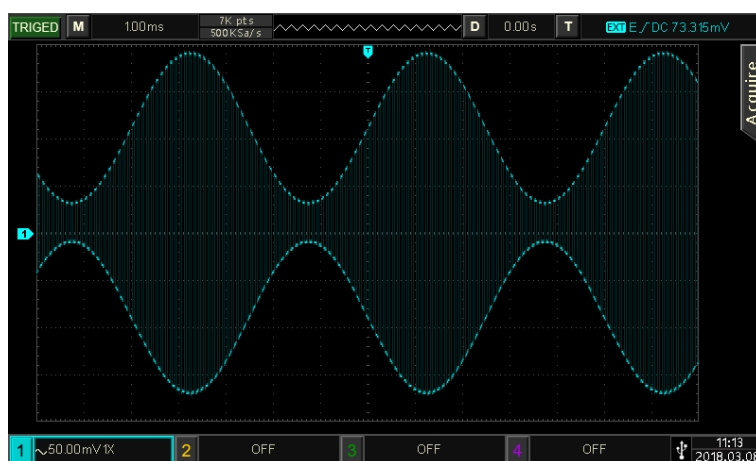 TRIGED M 1.00ms 7K pts D 0.00s T EXT E DC 73.315mV
500KSa/s
Acquire
T
1
1 50.00mV 1X 2 OFF 3 OFF 4 OFF 11:13